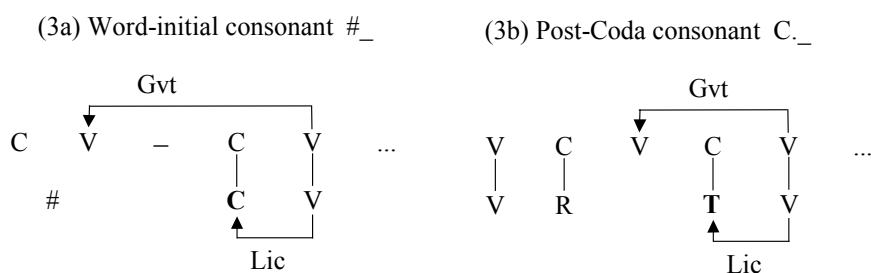 (3a) Word-initial consonant #_ (3b) Post-Coda consonant C._
Gvt Gvt
C V – C V ... V C V C V ...
# C V V R T V
Lic Lic